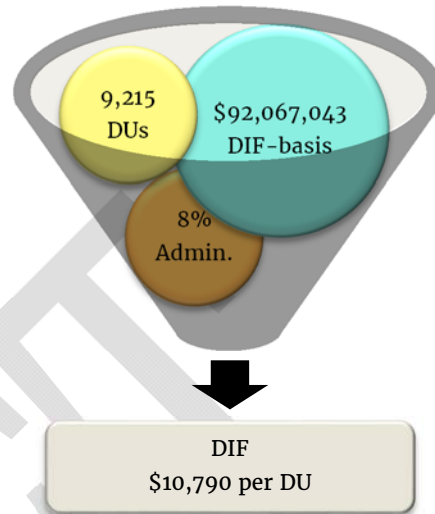 9,215
DUs
$92,067,043
DIF-basis
8%
Admin.
DIF
$10,790 per DU